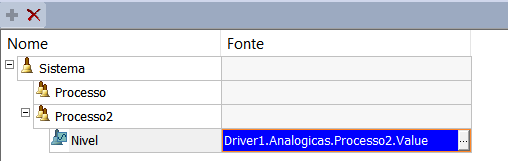 Nome Fonte
Sistema
Processo
Processo2
Nivel Driver1.Analogicas.Processo2.Value ...